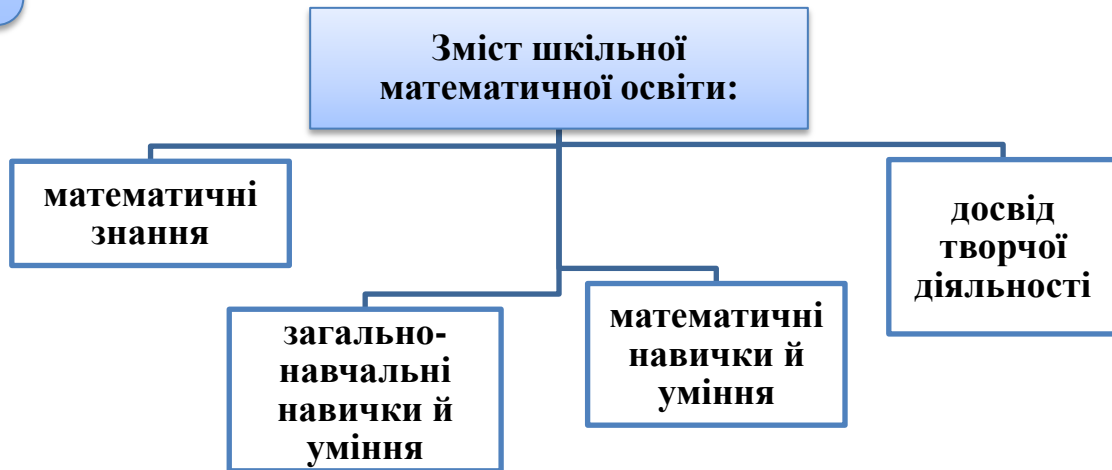 Зміст шкільної
математичної освіти:
математичні
знання
загально-
навчальні
навички й
уміння
математичні
навички й
уміння
досвід
творчої
діяльності